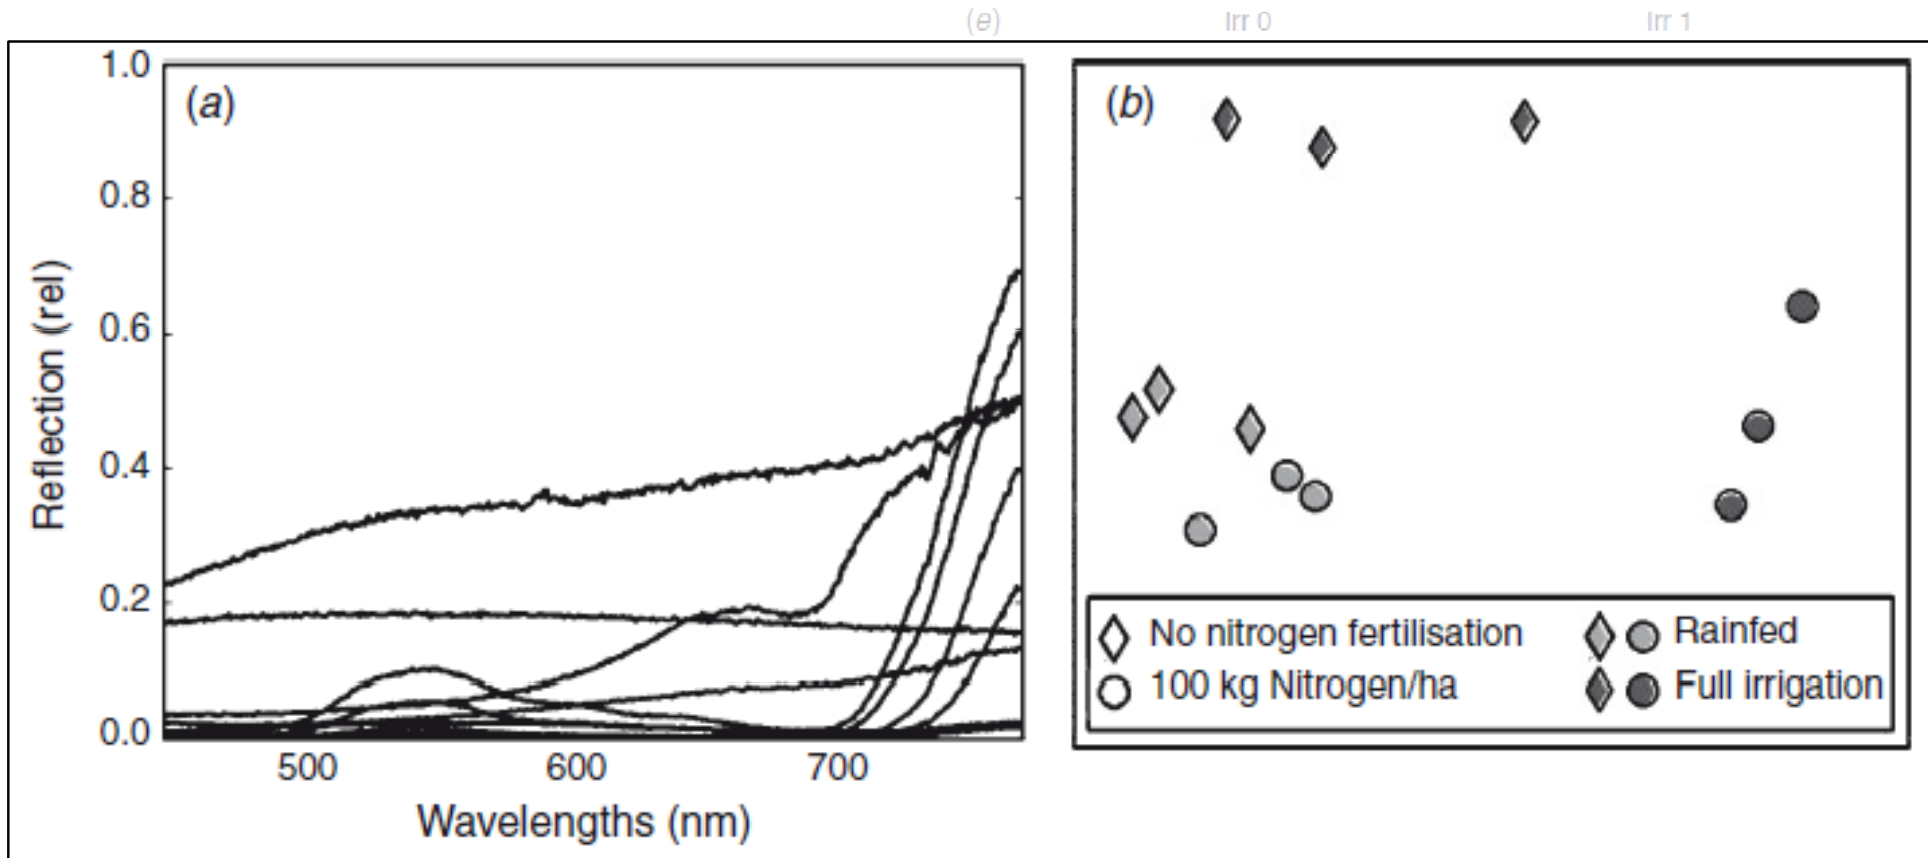 (e) Irr 0 Irr 1
(a)
1.0
0.8
0.6
0.4
0.2
0.0
Reflection (rel)
500 600 700
Wavelengths (nm)
(b)
No nitrogen fertilisation
100 kg Nitrogen/ha
Rainfed
Full irrigation